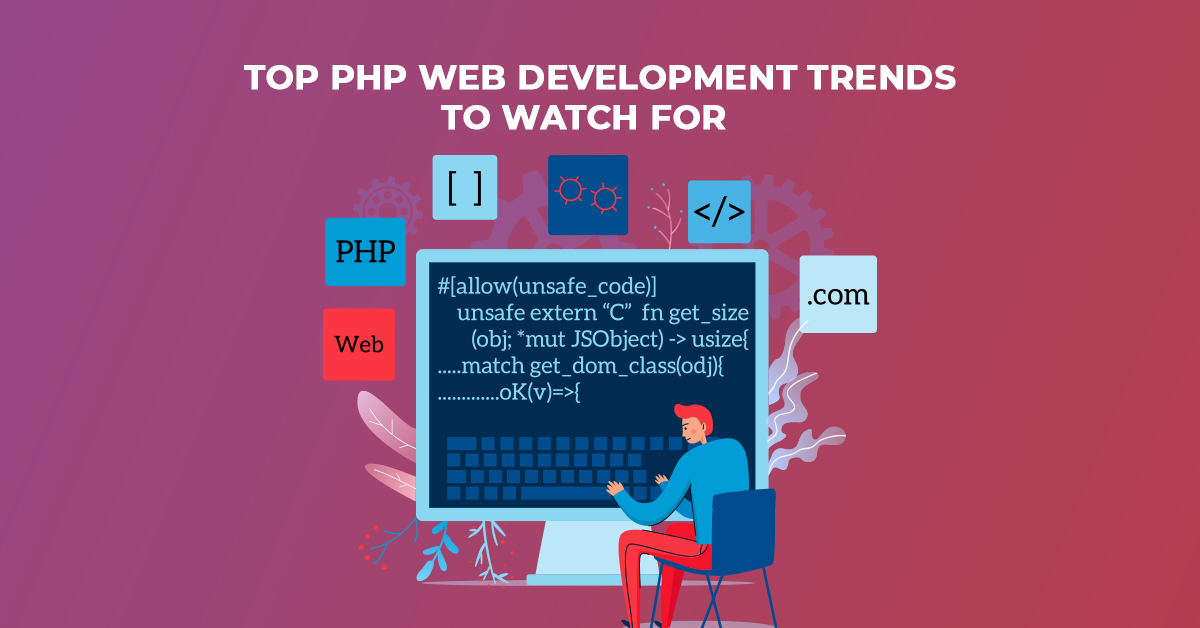 TOP PHP WEB DEVELOPMENT TRENDS
TO WATCH FOR
[ ]
</>
PHP
.com
Web
#[allow(unsafe_code)]
unsafe extern “C” fn get_size
(obj; *mut JSObject) -> usize{
.....match get_dom_class(odj){
.............oK(v)=>{